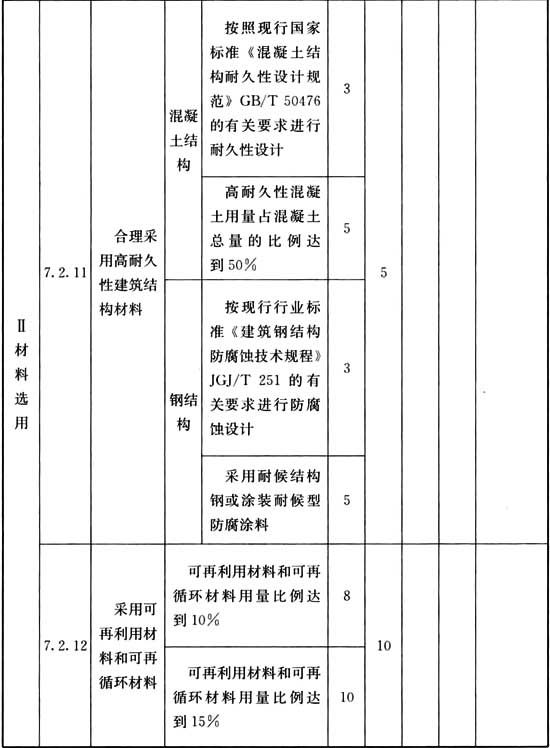 Ⅱ
材
料
选
用
7.2.11
合理采
用高耐久
性建筑结
构材料
混凝
土结
构
按照现行国家
标准《混凝土结
构耐久性设计规
范》GB/T 50476
的有关要求进行
耐久性设计
3
高耐久性混凝
土用量占混凝土
总量的比例达
到50%
5
5
钢结
构
按现行行业标
准《建筑钢结构
防腐蚀技术规程》
JGJ/T 251 的有
关要求进行防腐
蚀设计
3
采用耐候结构
钢或涂装耐候型
防腐涂料
5
7.2.12
采用可
再利用材
料和可再
循环材料
可再利用材料和可再
循环材料用量比例达
到10%
8
10
可再利用材料和可再
循环材料用量比例达
到15%
10